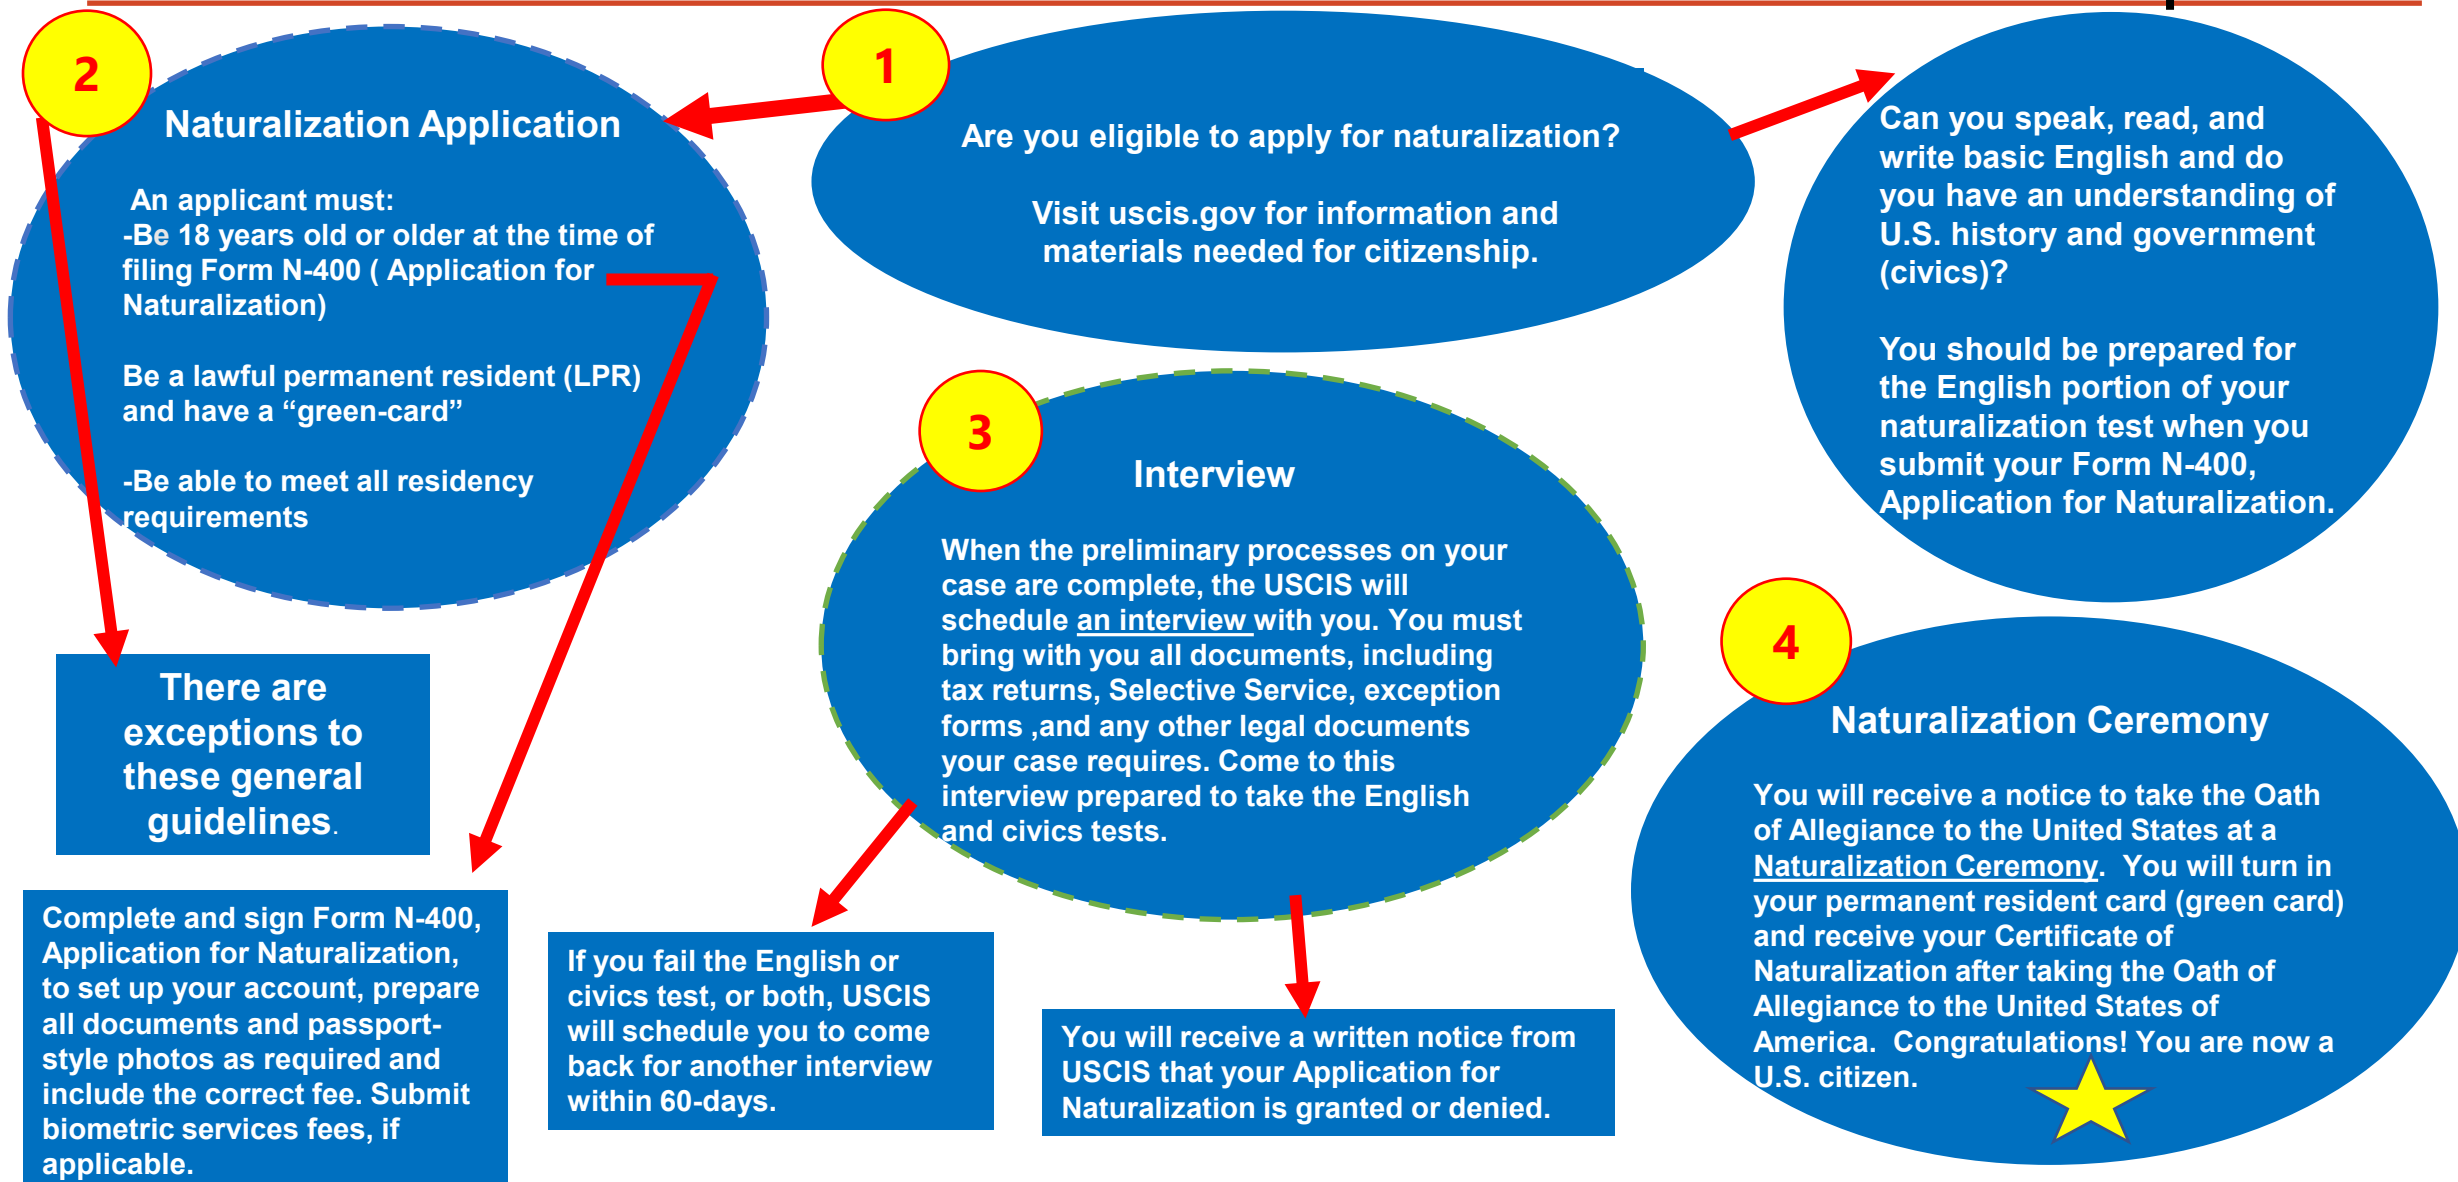 1
Are you eligible to apply for naturalization?
Visit uscis.gov for information and
materials needed for citizenship.
Can you speak, read, and
write basic English and do
you have an understanding of
U.S. history and government
(civics)?
You should be prepared for
the English portion of your
naturalization test when you
submit your Form N-400,
Application for Naturalization.
2
Naturalization Application
An applicant must:
-Be 18 years old or older at the time of
filing Form N-400 ( Application for
Naturalization)
Be a lawful permanent resident (LPR)
and have a “green-card”
-Be able to meet all residency
requirements
There are
exceptions to
these general
guidelines.
Complete and sign Form N-400,
Application for Naturalization,
to set up your account, prepare
all documents and passport-
style photos as required and
include the correct fee. Submit
biometric services fees, if
applicable.
3
Interview
When the preliminary processes on your
case are complete, the USCIS will
schedule an interview with you. You must
bring with you all documents, including
tax returns, Selective Service, exception
forms ,and any other legal documents
your case requires. Come to this
interview prepared to take the English
and civics tests.
If you fail the English or
civics test, or both, USCIS
will schedule you to come
back for another interview
within 60-days.
You will receive a written notice from
USCIS that your Application for
Naturalization is granted or denied.
4
Naturalization Ceremony
You will receive a notice to take the Oath
of Allegiance to the United States at a
Naturalization Ceremony. You will turn in
your permanent resident card (green card)
and receive your Certificate of
Naturalization after taking the Oath of
Allegiance to the United States of
America. Congratulations! You are now a
U.S. citizen.